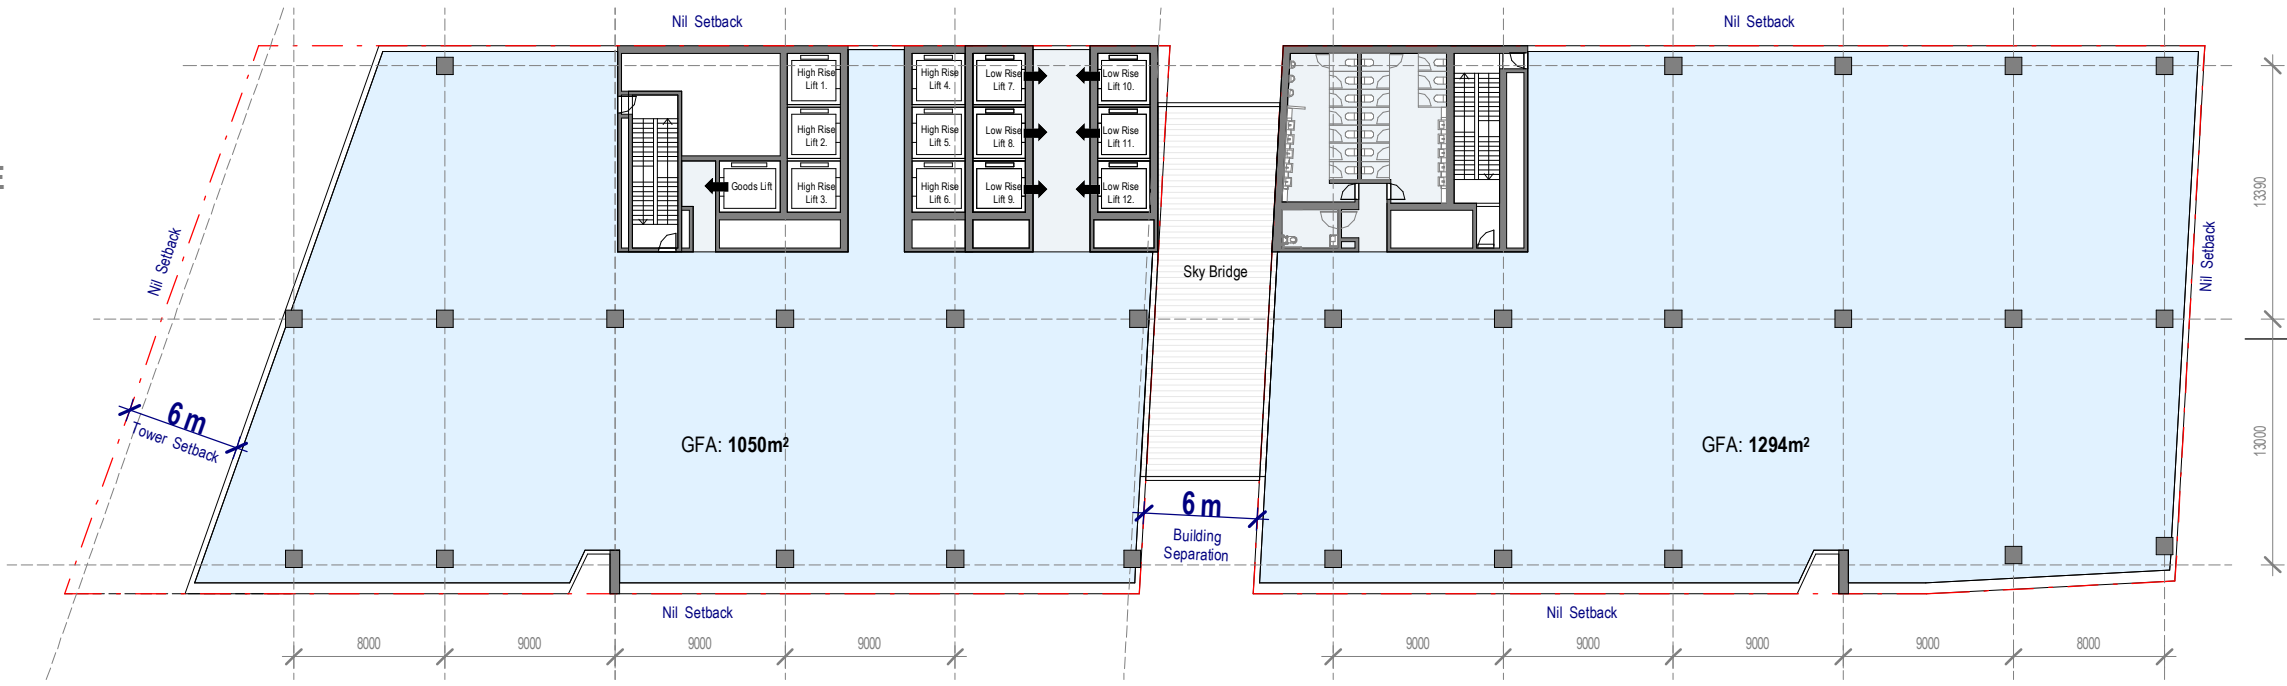 Nil Setback
Nil Setback
High Rise
Lift 1.
High Rise
Lift 4.
Low Rise
Lift 7.
Low Rise
Lift 10.
High Rise
Lift 2.
High Rise
Lift 5.
Low Rise
Lift 8.
Low Rise
Lift 11.
Goods Lift
High Rise
Lift 3.
High Rise
Lift 6.
Low Rise
Lift 9.
Low Rise
Lift 12.
13390
Nil Setback
Nil Setback
Sky Bridge
6 m
Tower Setback
GFA: 1050m²
GFA: 1294m²
13000
6 m
Building
Separation
Nil Setback
Nil Setback
8000
9000
9000
9000
9000
9000
9000
9000
8000